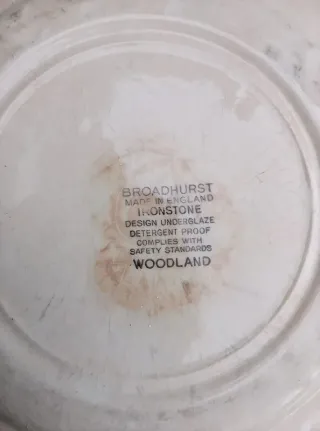 BROADHURST
MADE IN ENGLAND
IRONSTONE
DESIGN UNDERGLAZE
DETERGENT PROOF
COMPLIES WITH
SAFETY STANDARDS
WOODLAND